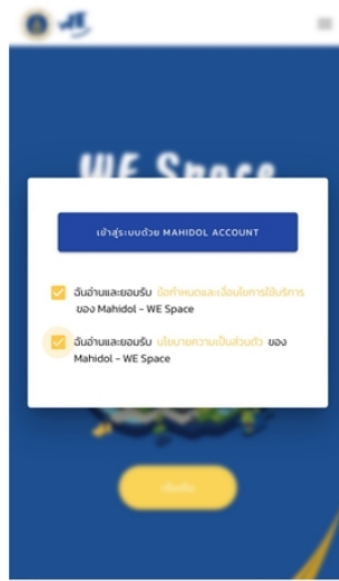 WE
WE Space
เข้าสู่ระบบด้วย MAHIDOL ACCOUNT
ฉันอ่านและยอมรับ ข้อกำหนดและเงื่อนไขการใช้บริการ
ของ Mahidol - WE Space
ฉันอ่านและยอมรับ นโยบายความเป็นส่วนตัว ของ
Mahidol - WE Space